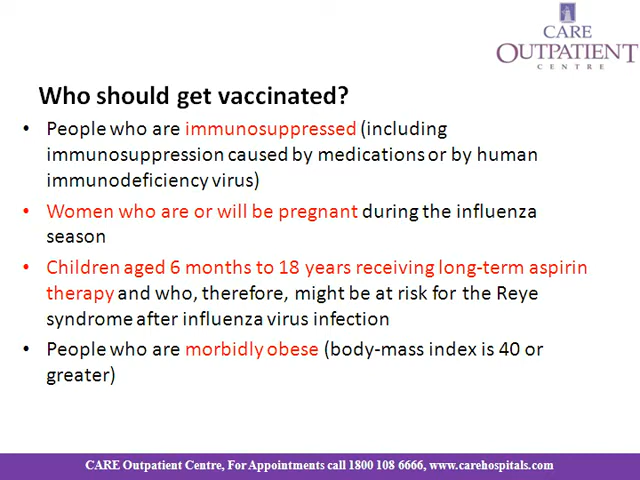 CARE
OUTPATIENT
CENTRE
Who should get vaccinated?
• People who are immunosuppressed (including
immunosuppression caused by medications or by human
immunodeficiency virus)
• Women who are or will be pregnant during the influenza
season
• Children aged 6 months to 18 years receiving long-term aspirin
therapy and who, therefore, might be at risk for the Reye
syndrome after influenza virus infection
• People who are morbidly obese (body-mass index is 40 or
greater)
CARE Outpatient Centre, For Appointments call 1800 108 6666, www.carehospitals.com